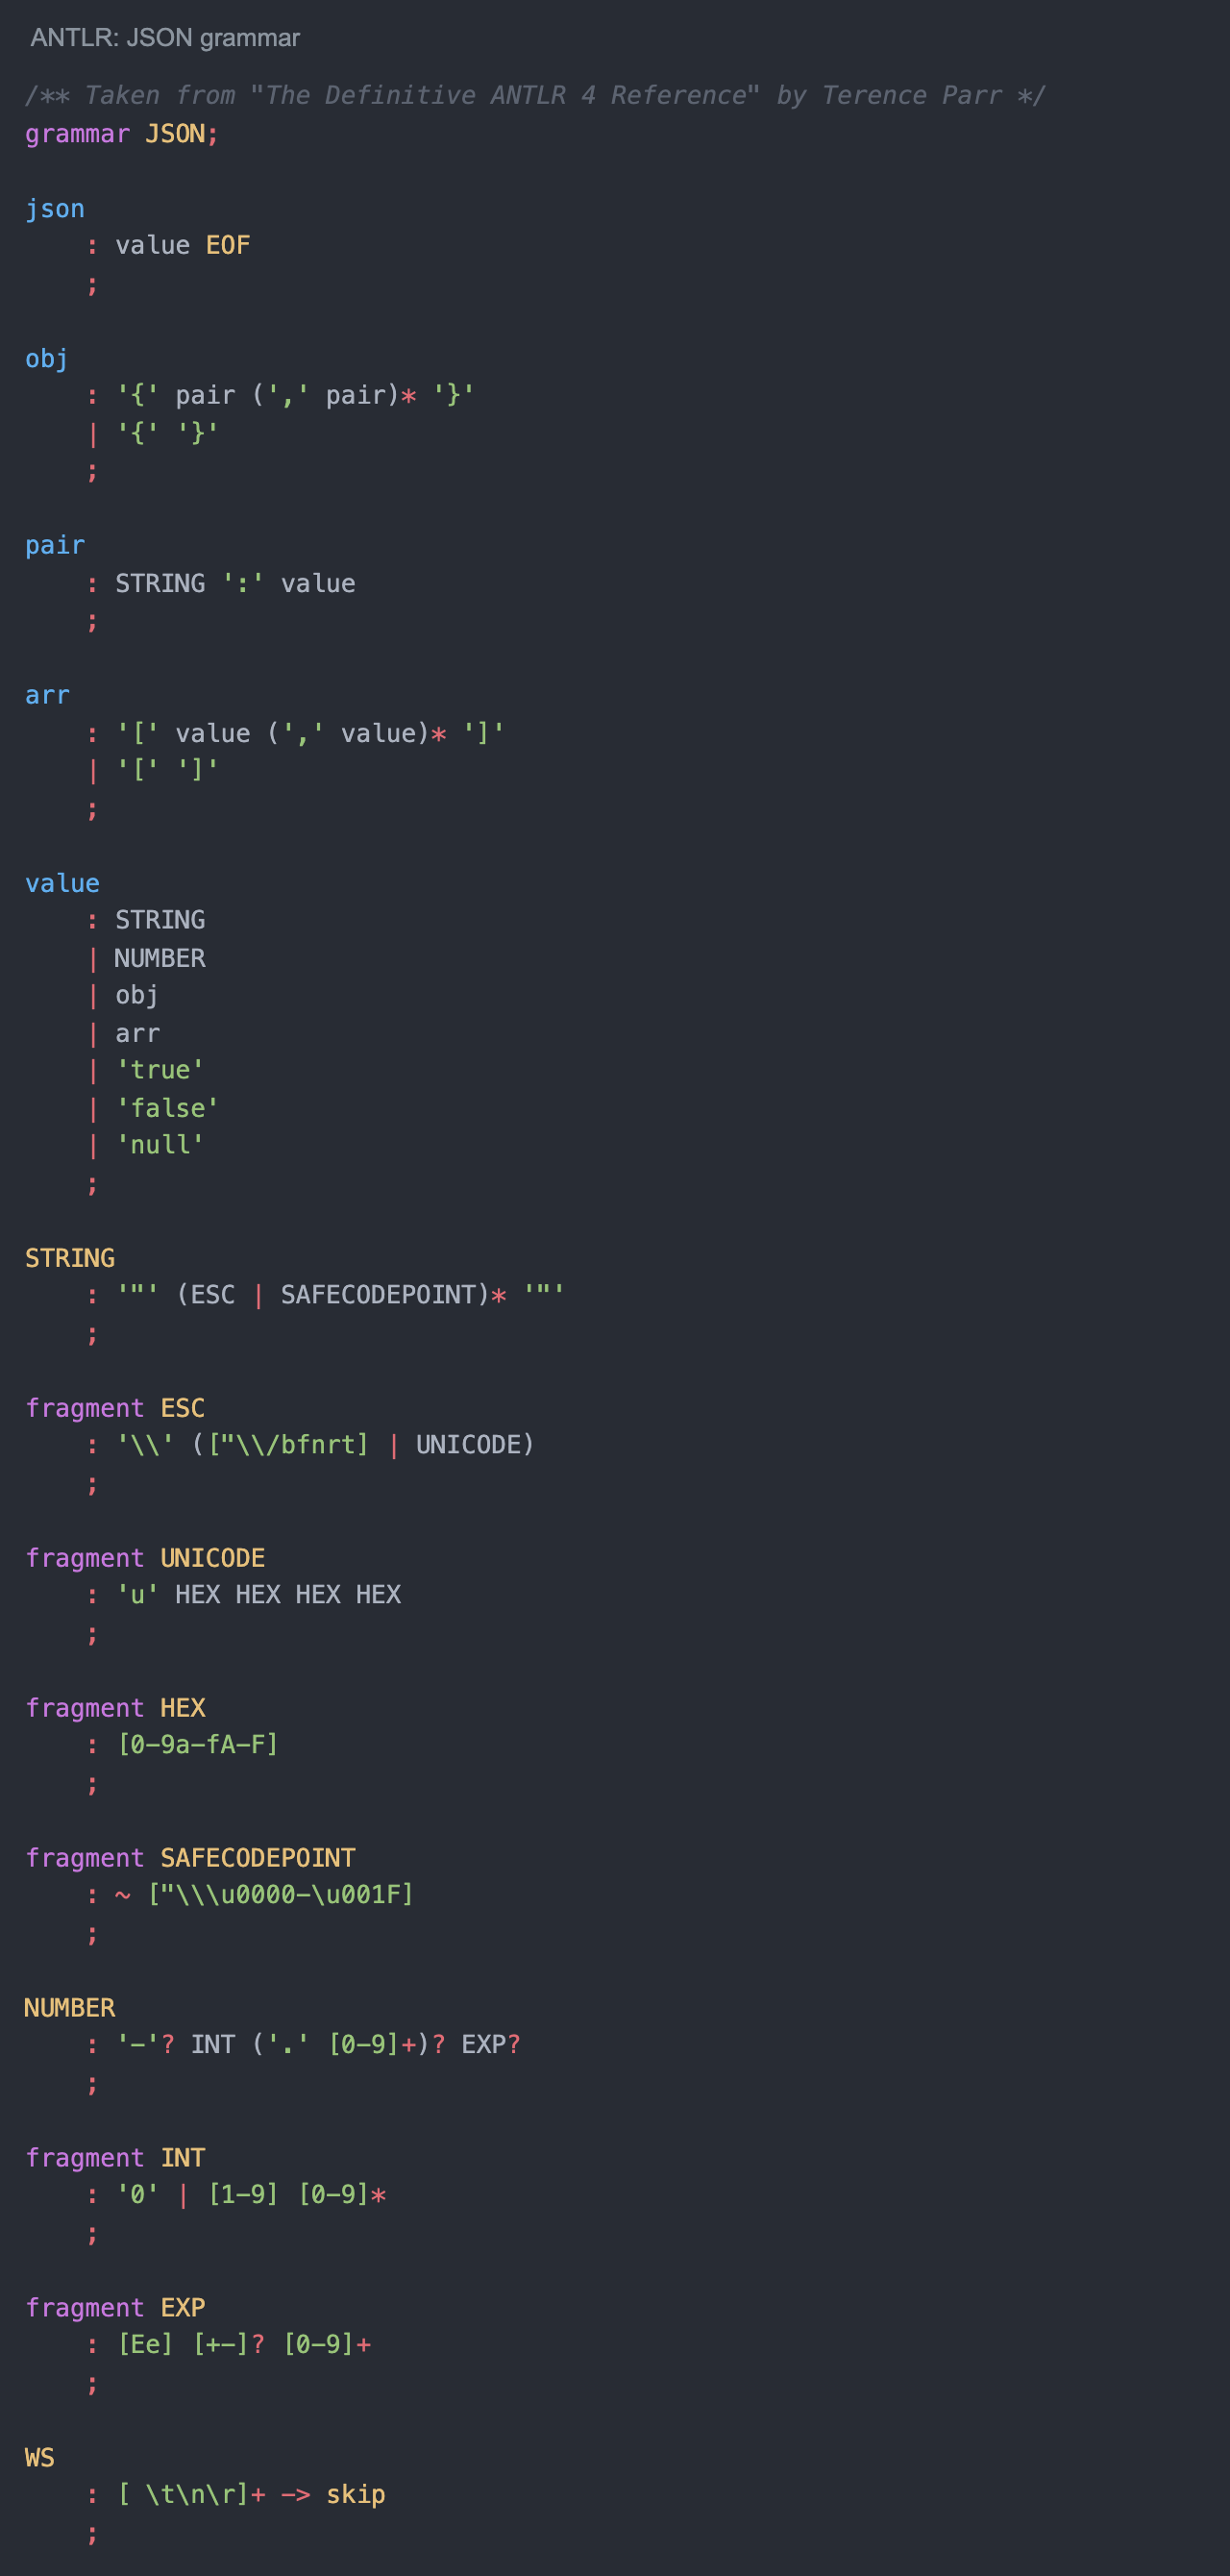 ANTLR: JSON grammar
/** Taken from "The Definitive ANTLR 4 Reference" by Terence Parr */
grammar JSON;

json
    : value EOF
    ;

obj
    : '{' pair (',' pair)* '}'
    | '{' '}'
    ;

pair
    : STRING ':' value
    ;

arr
    : '[' value (',' value)* ']'
    | '[' ']'
    ;

value
    : STRING
    | NUMBER
    | obj
    | arr
    | 'true'
    | 'false'
    | 'null'
    ;

STRING
    : '"' (ESC | SAFECODEPOINT)* '"'
    ;

fragment ESC
    : '\\' (["\\/bfnrt] | UNICODE)
    ;

fragment UNICODE
    : 'u' HEX HEX HEX HEX
    ;

fragment HEX
    : [0-9a-fA-F]
    ;

fragment SAFECODEPOINT
    : ~ ["\\\u0000-\u001F]
    ;

NUMBER
    : '-'? INT ('.' [0-9]+)? EXP?
    ;

fragment INT
    : '0' | [1-9] [0-9]*
    ;

fragment EXP
    : [Ee] [+-]? [0-9]+
    ;

WS
    : [ \t\n\r]+ -> skip
    ;